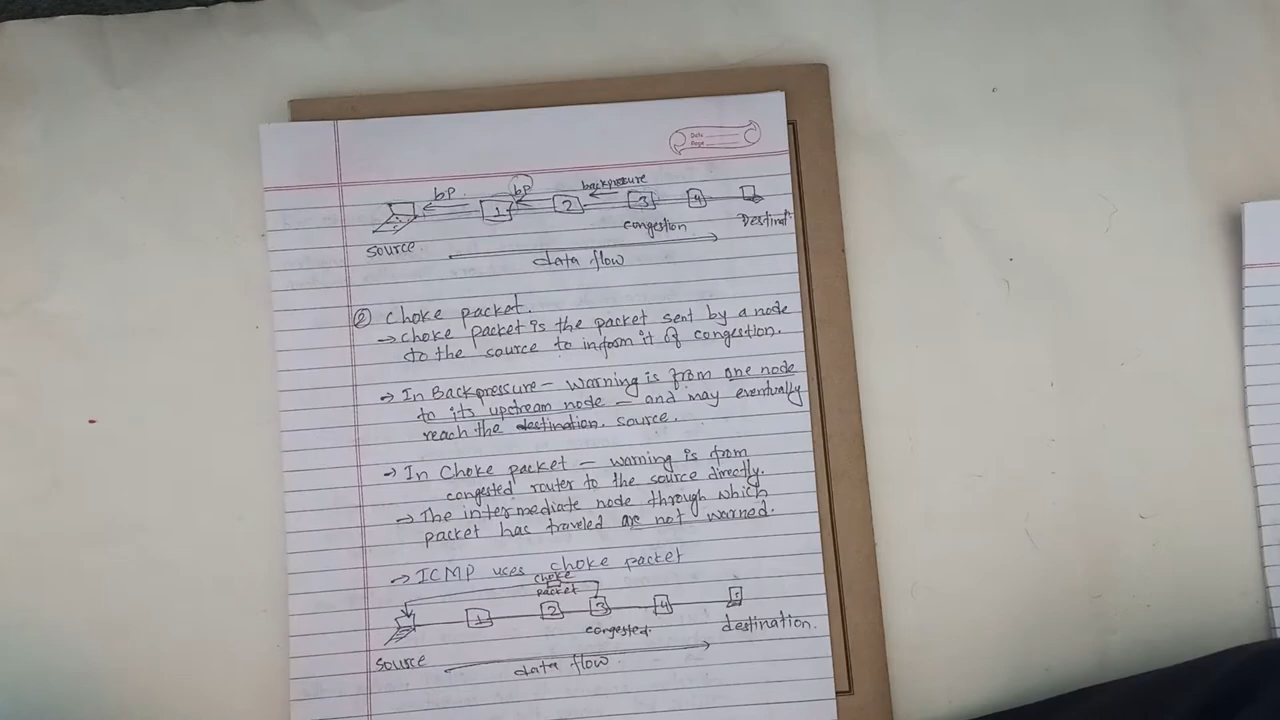 Date
Page
bp
bp
backpressure
1
2
3
4
source
congestion
Destinatⁿ
data flow
② Choke packet.
→ Choke packet is the packet sent by a node
to the source to inform it of congestion.
→ In Backpressure - warning is from one node
to its upstream node - and may eventually
reach the destination. source.
→ In Choke packet - warning is from
congested router to the source directly.
→ The intermediate node through which
packet has traveled are not warned.
→ ICMP uses choke packet
choke
packet
1
2
3
4
congested.
destination.
source
data flow